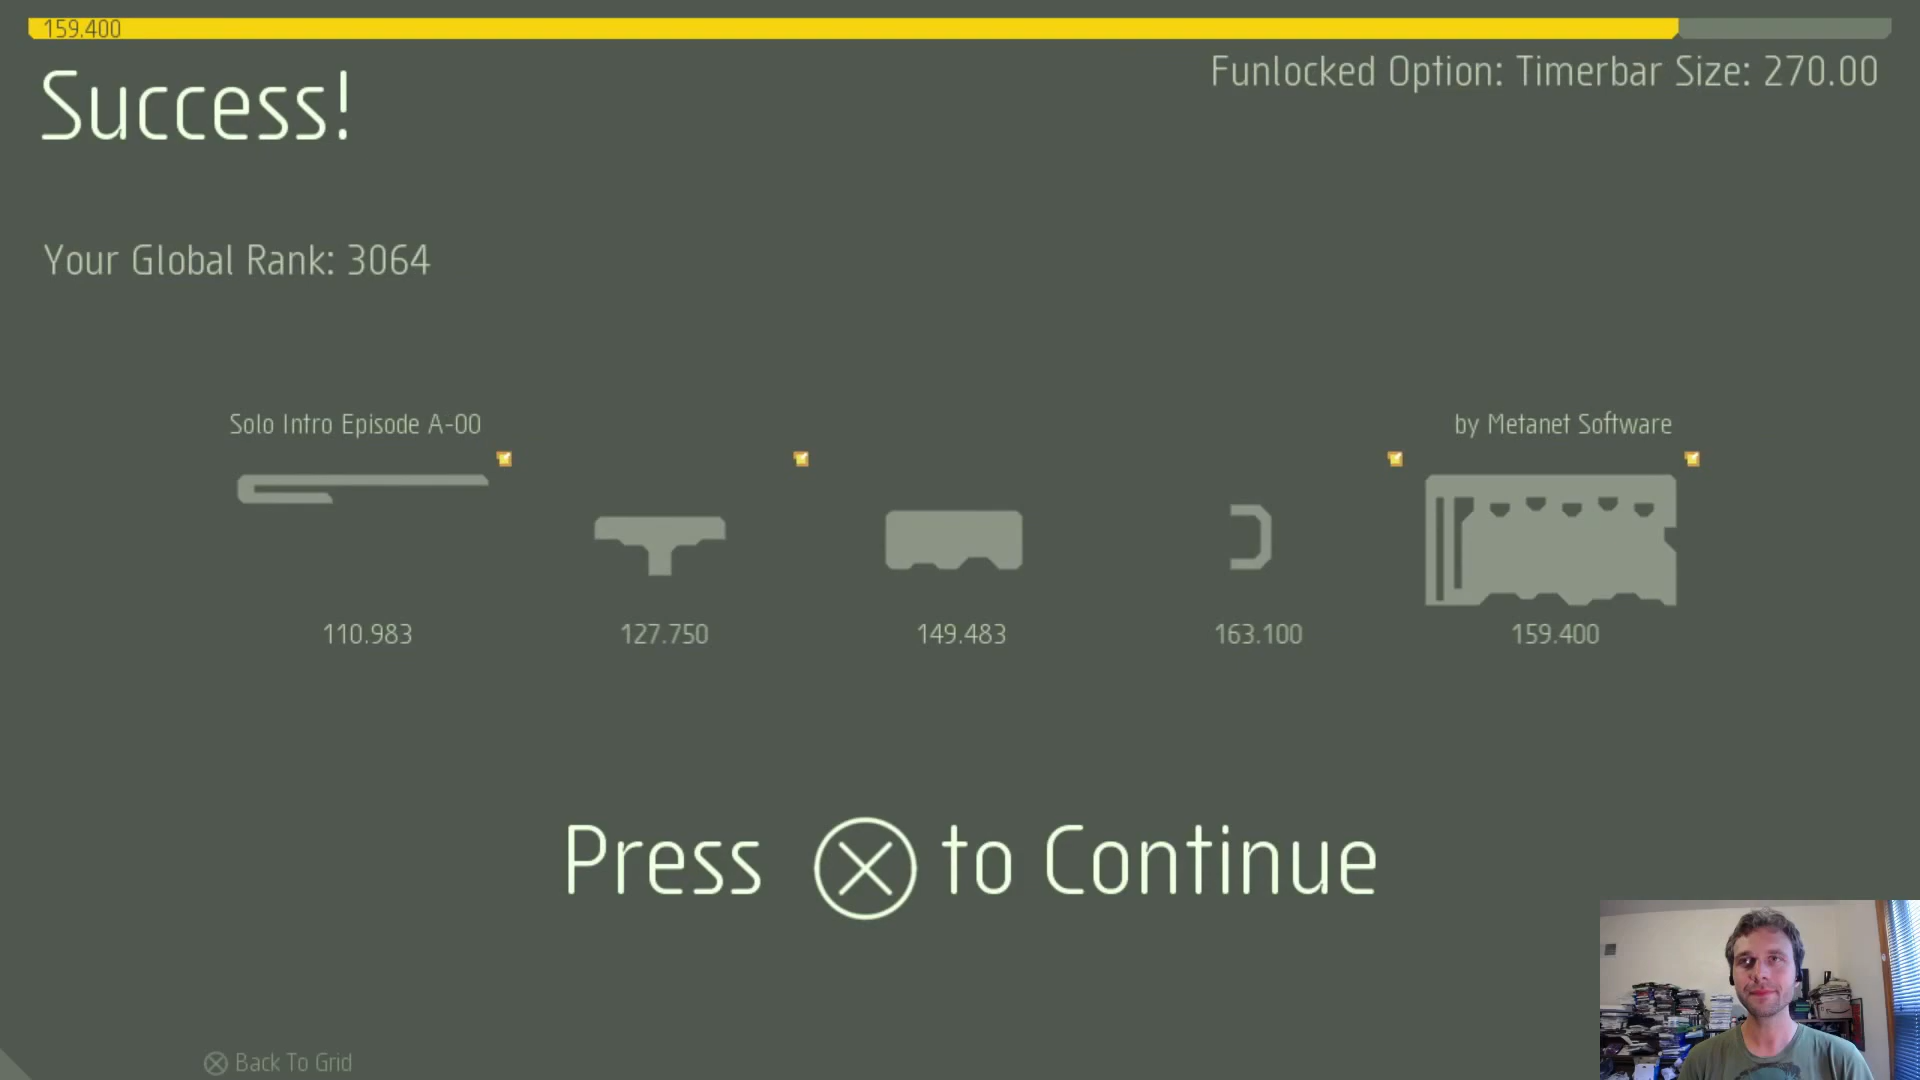 159.400
Funlocked Option: Timerbar Size: 270.00
Success!
Your Global Rank: 3064
Solo Intro Episode A-00
by Metanet Software
110.983
127.750
149.483
163.100
159.400
Press ⓧ to Continue
ⓧ Back To Grid